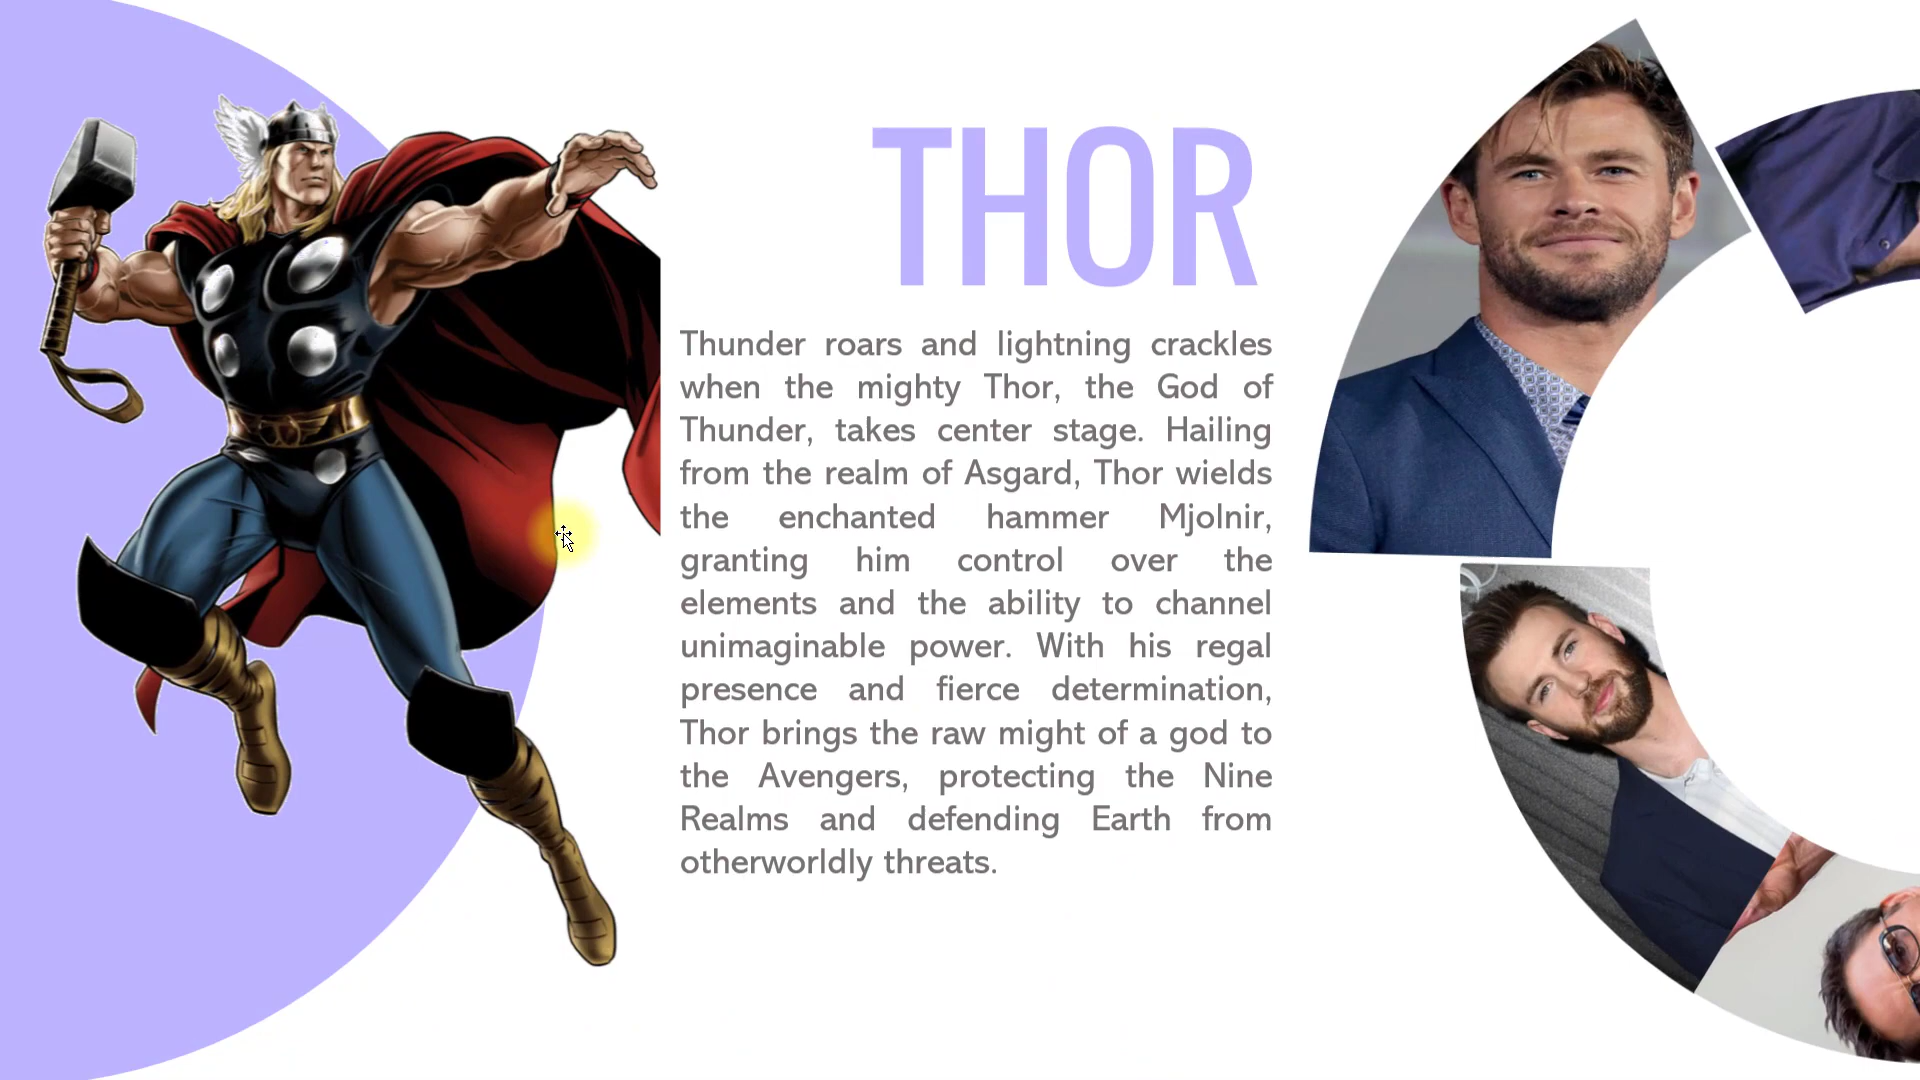 THOR
Thunder roars and lightning crackles
when the mighty Thor, the God of
Thunder, takes center stage. Hailing
from the realm of Asgard, Thor wields
the enchanted hammer Mjolnir,
granting him control over the
elements and the ability to channel
unimaginable power. With his regal
presence and fierce determination,
Thor brings the raw might of a god to
the Avengers, protecting the Nine
Realms and defending Earth from
otherworldly threats.